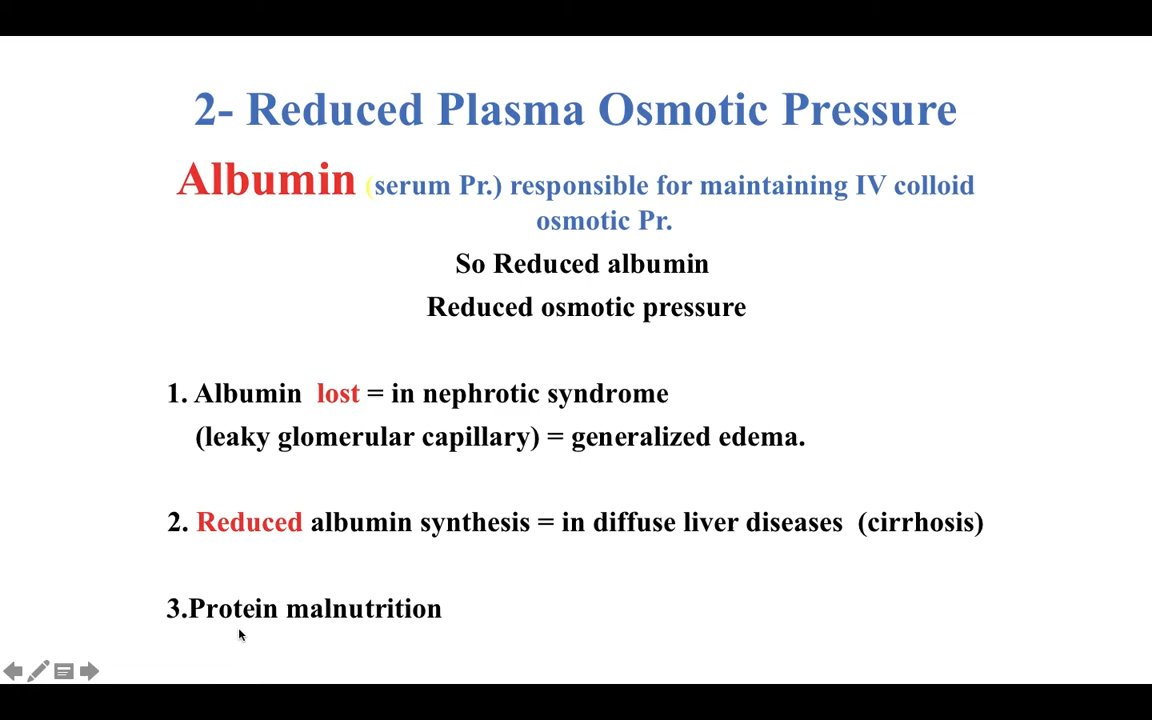 2- Reduced Plasma Osmotic Pressure
Albumin (serum Pr.) responsible for maintaining IV colloid
osmotic Pr.
So Reduced albumin
Reduced osmotic pressure
1. Albumin lost = in nephrotic syndrome
(leaky glomerular capillary) = generalized edema.
2. Reduced albumin synthesis = in diffuse liver diseases (cirrhosis)
3.Protein malnutrition